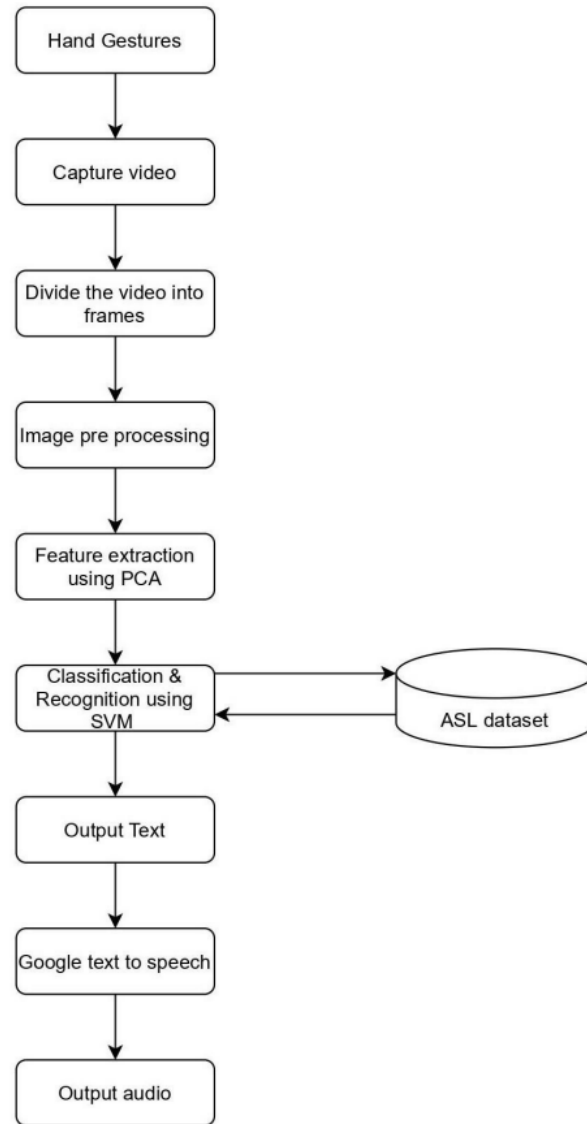 Hand Gestures
Capture video
Divide the video into
frames
Image pre processing
Feature extraction
using PCA
Classification &
Recognition using
SVM
ASL dataset
Output Text
Google text to speech
Output audio